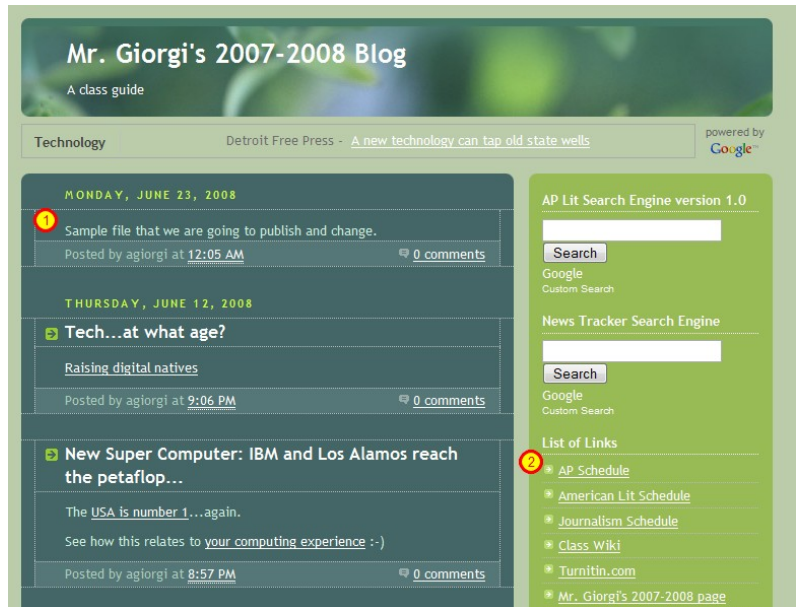 Mr. Giorgi's 2007-2008 Blog
A class guide
Technology
Detroit Free Press - A new technology can tap old state wells
powered by
Google™
MONDAY, JUNE 23, 2008
1
Sample file that we are going to publish and change.
Posted by agiorgi at 12:05 AM
0 comments
THURSDAY, JUNE 12, 2008
Tech...at what age?
Raising digital natives
Posted by agiorgi at 9:06 PM
0 comments
New Super Computer: IBM and Los Alamos reach
the petaflop...
The USA is number 1...again.
See how this relates to your computing experience :-)
Posted by agiorgi at 8:57 PM
0 comments
AP Lit Search Engine version 1.0
Search
Google
Custom Search
News Tracker Search Engine
Search
Google
Custom Search
List of Links
2
AP Schedule
American Lit Schedule
Journalism Schedule
Class Wiki
Turnitin.com
Mr. Giorgi's 2007-2008 page